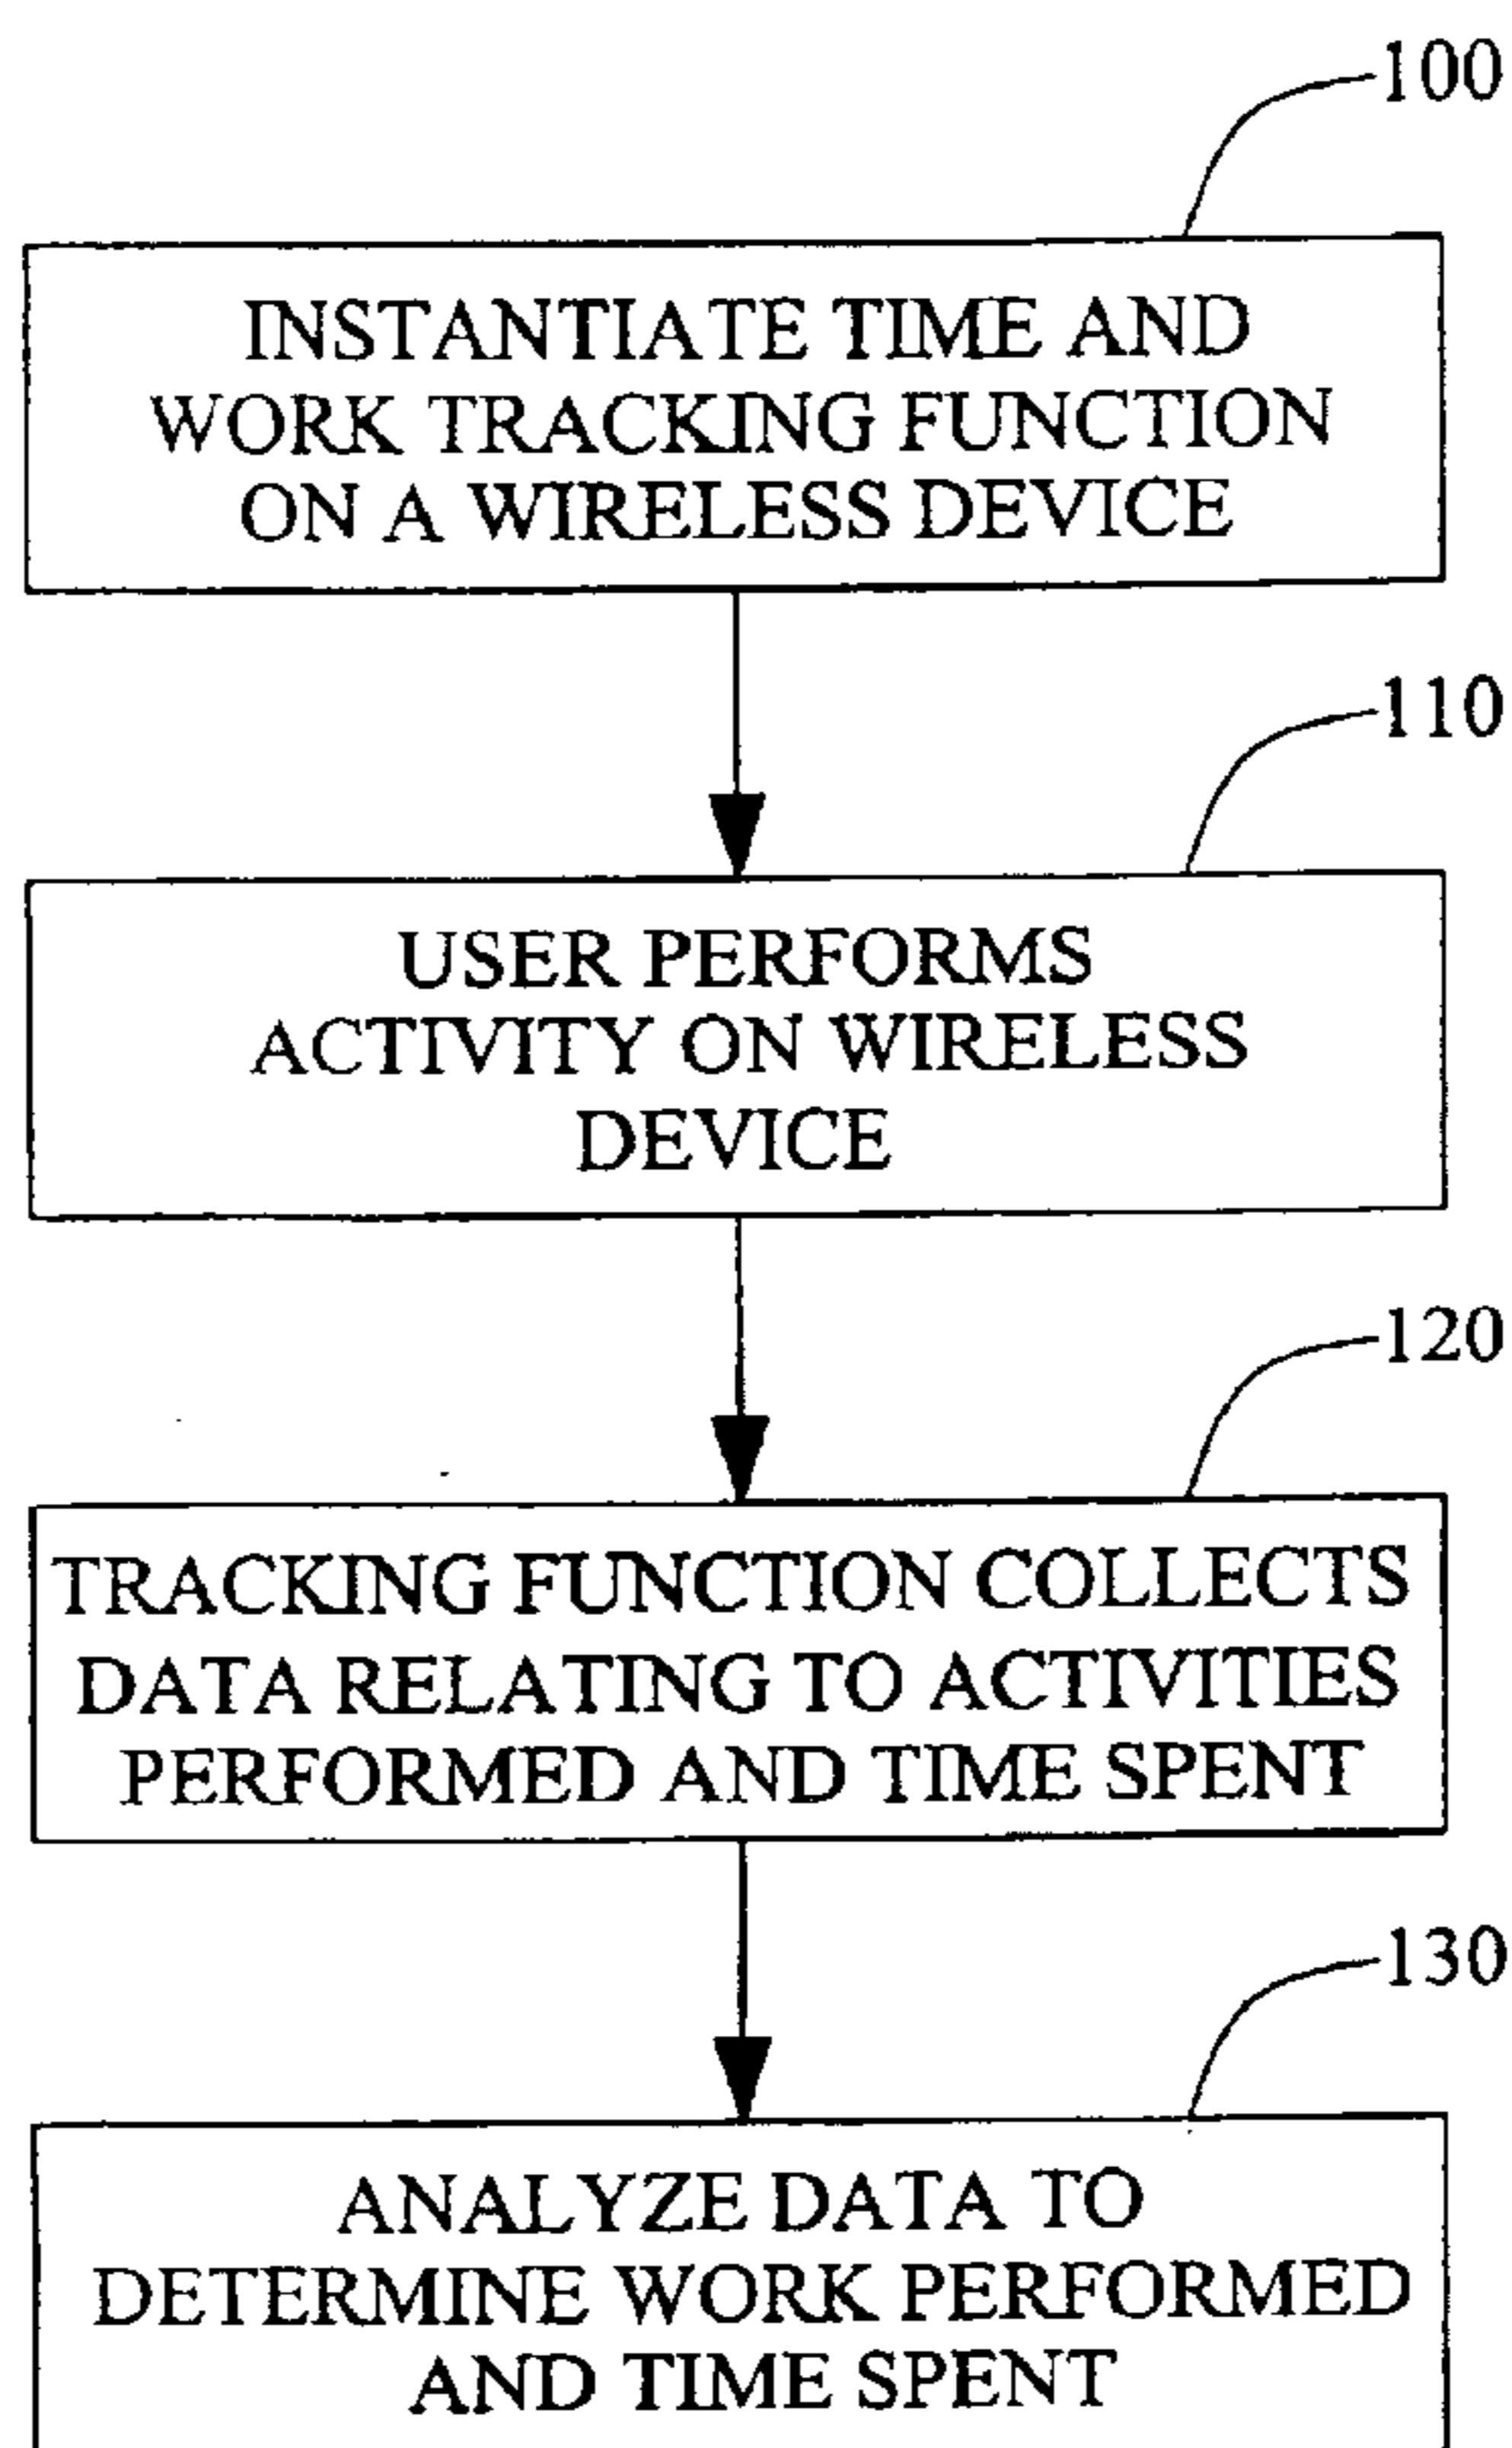 100
INSTANTIATE TIME AND
WORK TRACKING FUNCTION
ON A WIRELESS DEVICE
110
USER PERFORMS
ACTIVITY ON WIRELESS
DEVICE
120
TRACKING FUNCTION COLLECTS
DATA RELATING TO ACTIVITIES
PERFORMED AND TIME SPENT
130
ANALYZE DATA TO
DETERMINE WORK PERFORMED
AND TIME SPENT